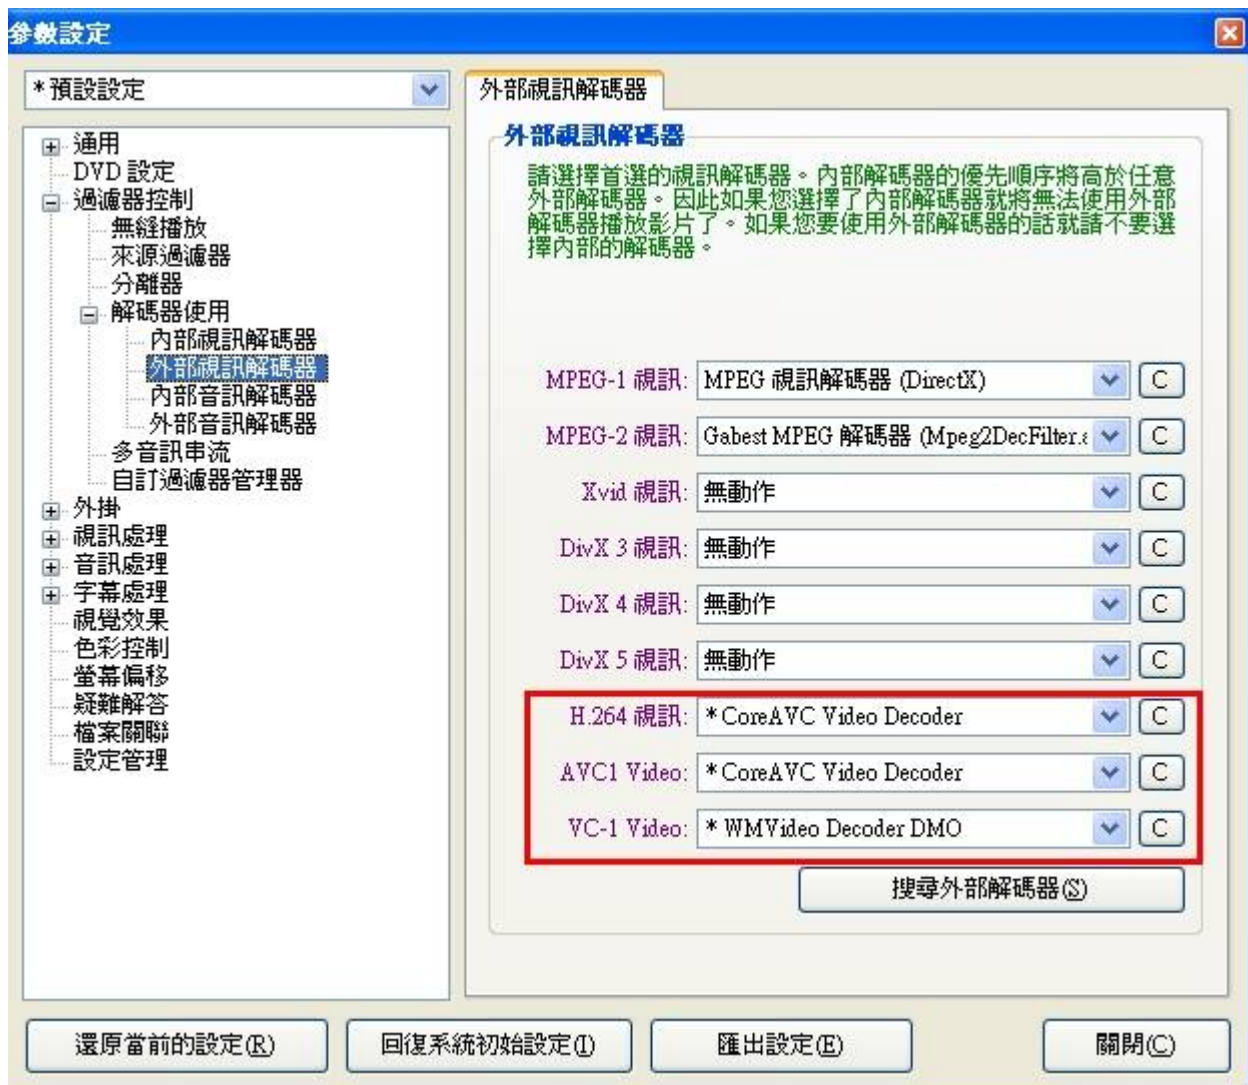 參數設定
*預設設定
通用
DVD 設定
過濾器控制
無縫播放
來源過濾器
分離器
解碼器使用
內部視訊解碼器
外部視訊解碼器
內部音訊解碼器
外部音訊解碼器
多音訊串流
自訂過濾器管理器
外掛
視訊處理
音訊處理
字幕處理
視覺效果
色彩控制
螢幕偏移
疑難解答
檔案關聯
設定管理
外部視訊解碼器
外部視訊解碼器
請選擇首選的視訊解碼器。內部解碼器的優先順序將高於任意
外部解碼器。因此如果您選擇了內部解碼器就將無法使用外部
解碼器播放影片了。如果您要使用外部解碼器的話就請不要選
擇內部的解碼器。
MPEG-1 視訊: MPEG 視訊解碼器 (DirectX) C
MPEG-2 視訊: Gabest MPEG 解碼器 (Mpeg2DecFilter.a C
Xvid 視訊: 無動作 C
DivX 3 視訊: 無動作 C
DivX 4 視訊: 無動作 C
DivX 5 視訊: 無動作 C
H.264 視訊: * CoreAVC Video Decoder C
AVC1 Video: * CoreAVC Video Decoder C
VC-1 Video: * WMVideo Decoder DMO C
搜尋外部解碼器(S)
還原當前的設定(R) 回復系統初始設定(I) 匯出設定(E) 關閉(C)